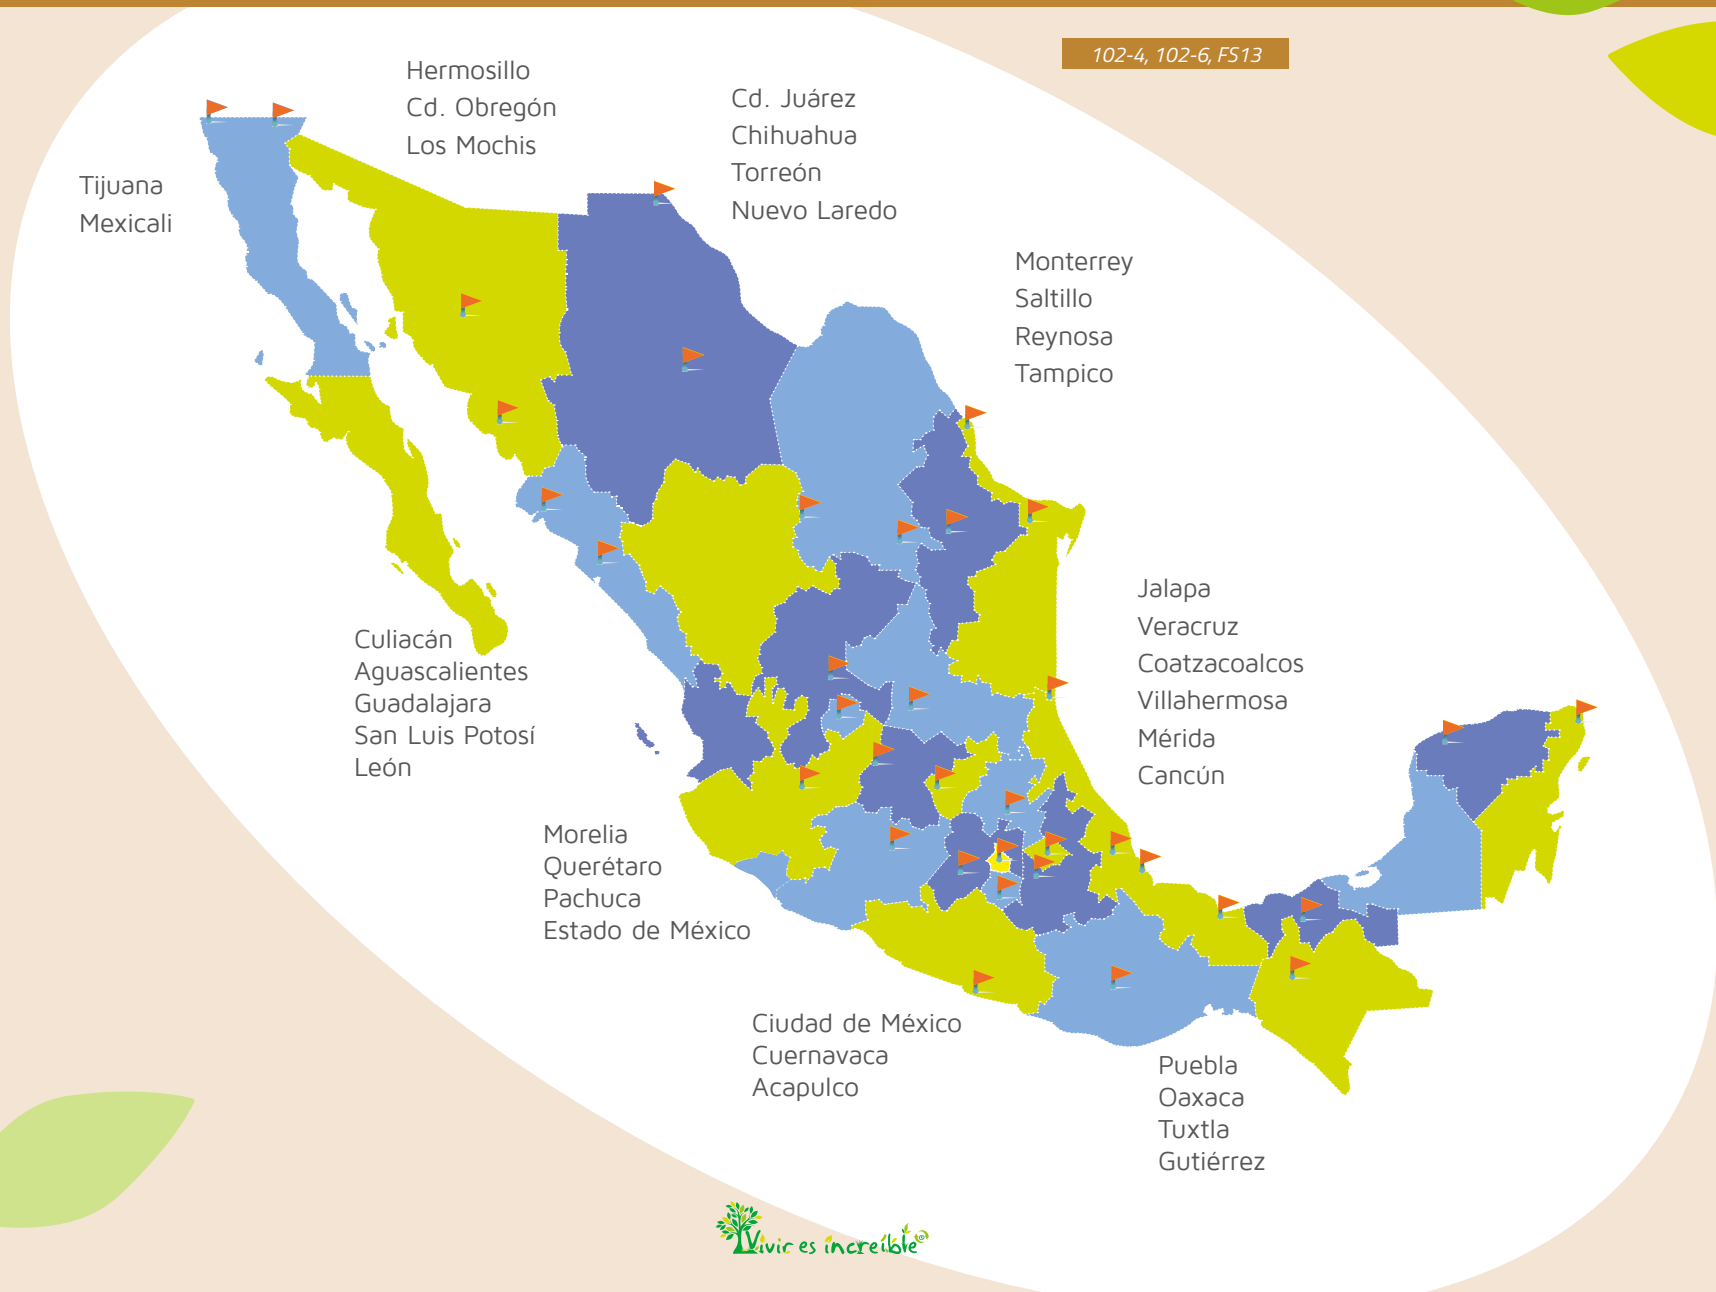 102-4, 102-6, FS13
Hermosillo
Cd. Obregón
Los Mochis
Cd. Juárez
Chihuahua
Torreón
Nuevo Laredo
Tijuana
Mexicali
Monterrey
Saltillo
Reynosa
Tampico
Jalapa
Veracruz
Coatzacoalcos
Villahermosa
Mérida
Cancún
Culiacán
Aguascalientes
Guadalajara
San Luis Potosí
León
Morelia
Querétaro
Pachuca
Estado de México
Ciudad de México
Cuernavaca
Acapulco
Puebla
Oaxaca
Tuxtla
Gutiérrez
Vivir es increíble®